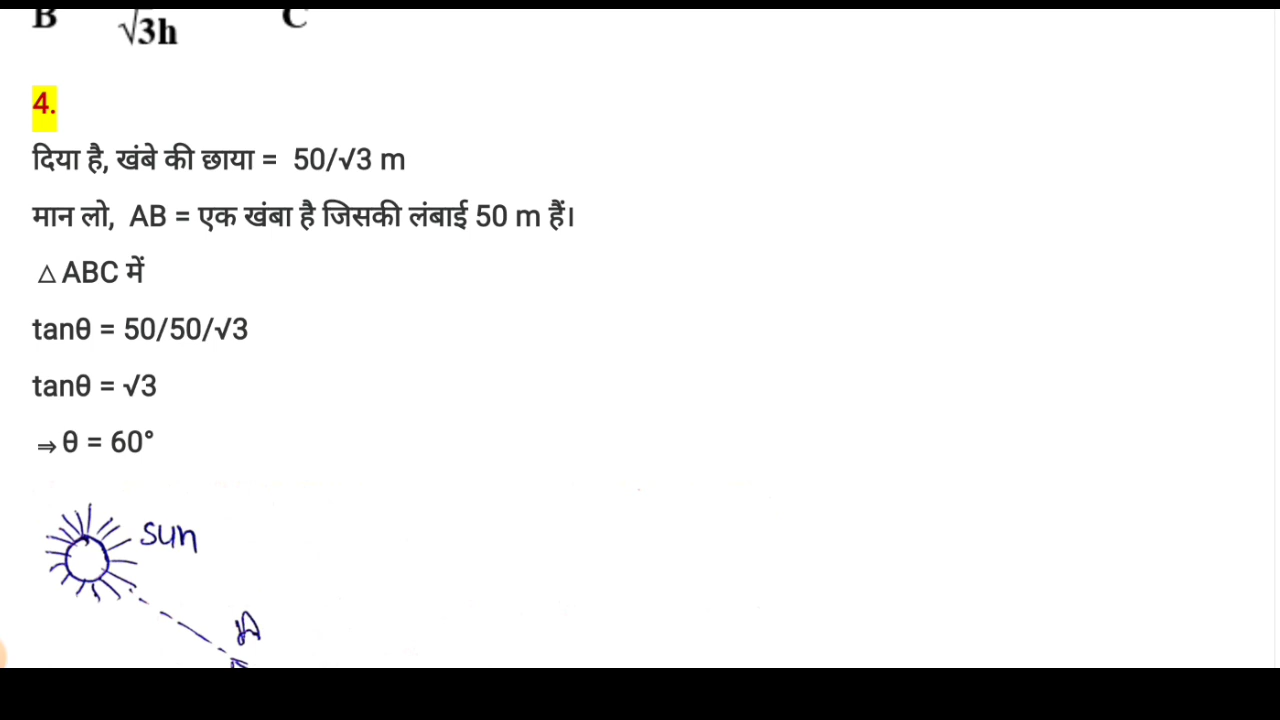 B √3h C
4.
दिया है, खंबे की छाया = 50/√3 m
मान लो, AB = एक खंबा है जिसकी लंबाई 50 m हैं।
△ ABC में
tanθ = 50/50/√3
tanθ = √3
⇒ θ = 60°
sun
A